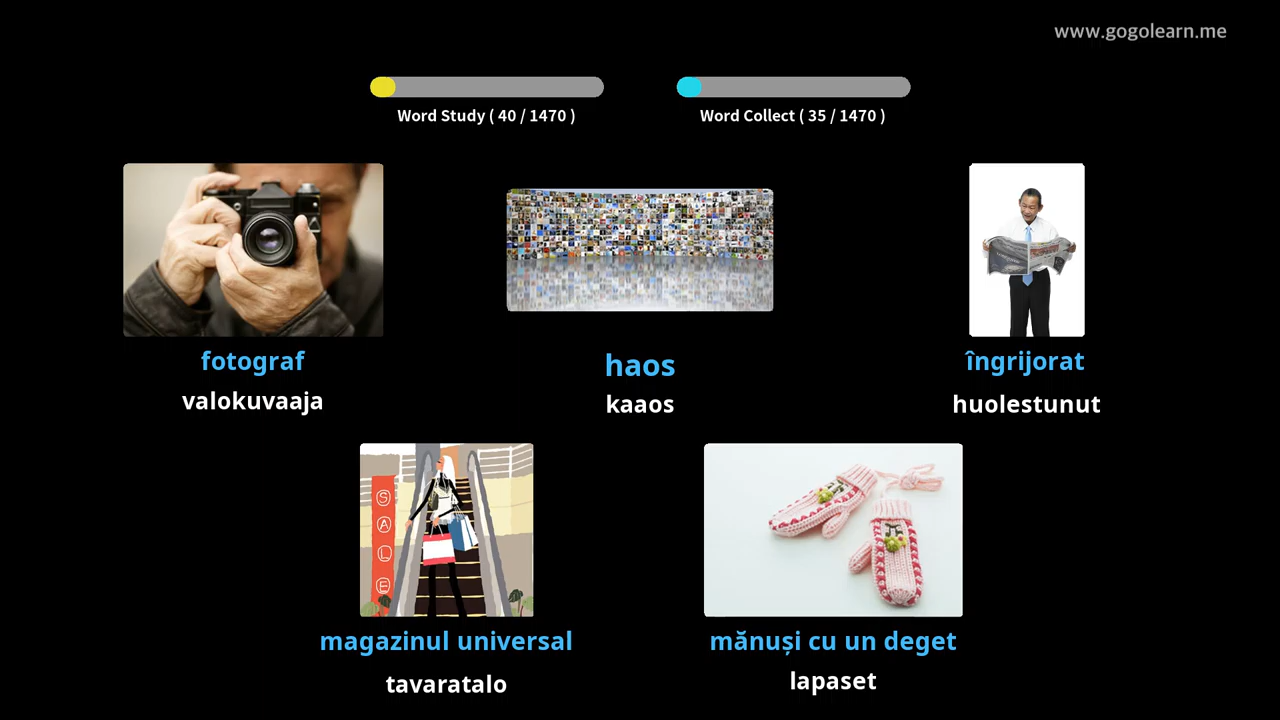 www.gogolearn.me
Word Study ( 40 / 1470 )
Word Collect ( 35 / 1470 )
fotograf
valokuvaaja
haos
kaaos
îngrijorat
huolestunut
SALE
magazinul universal
tavaratalo
mănuși cu un deget
lapaset